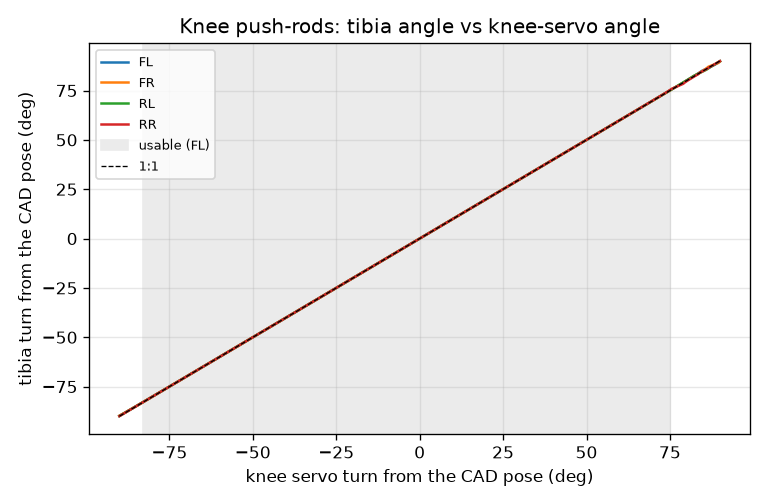 Knee push-rods: tibia angle vs knee-servo angle
FL
FR
RL
RR
usable (FL)
1:1
tibia turn from the CAD pose (deg)
75
50
25
0
−25
−50
−75
−75
−50
−25
0
25
50
75
knee servo turn from the CAD pose (deg)